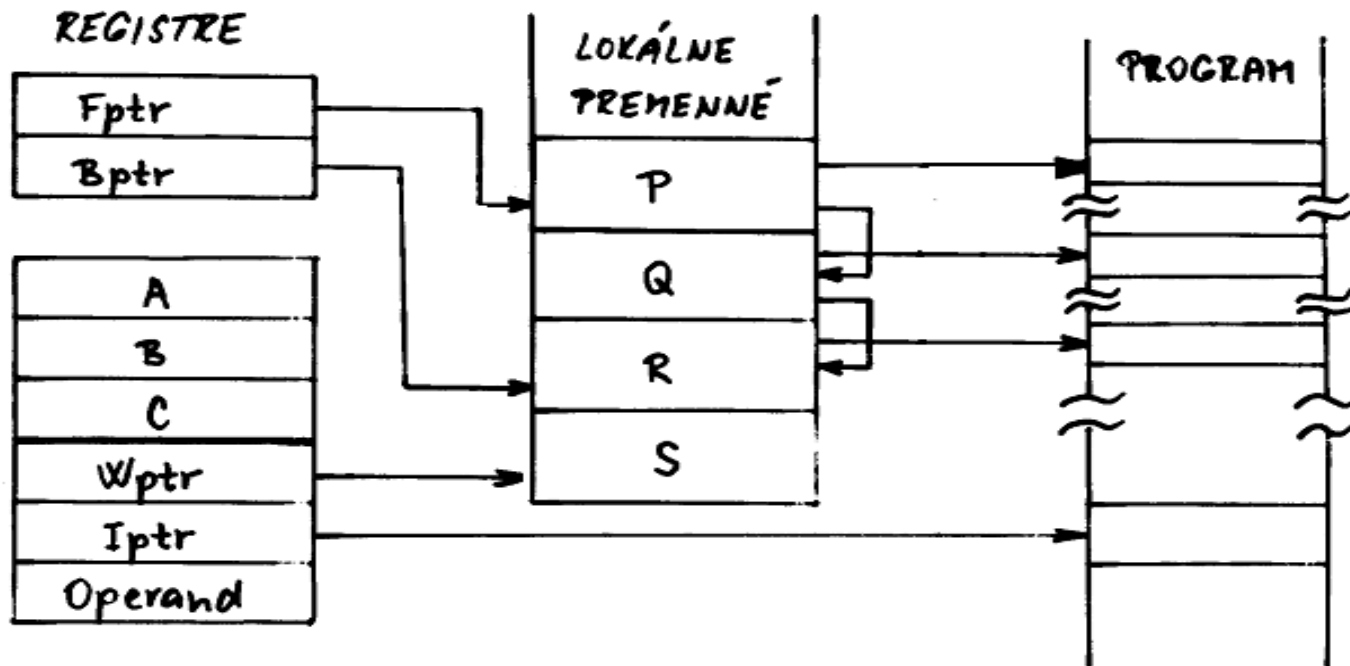 REGISTRE
Fptr
Bptr
A
B
C
Wptr
Iptr
Operand
LOKÁLNE
PREMENNÉ
P
Q
R
S
PROGRAM